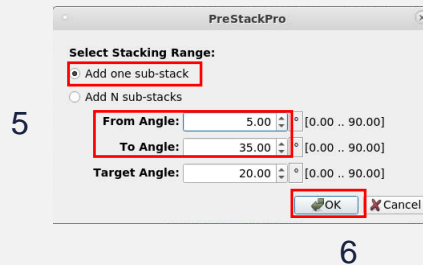 PreStackPro
Select Stacking Range:
Add one sub-stack
Add N sub-stacks
5
From Angle: 5.00 ° [0.00 .. 90.00]
To Angle: 35.00 ° [0.00 .. 90.00]
Target Angle: 20.00 ° [0.00 .. 90.00]
OK Cancel
6